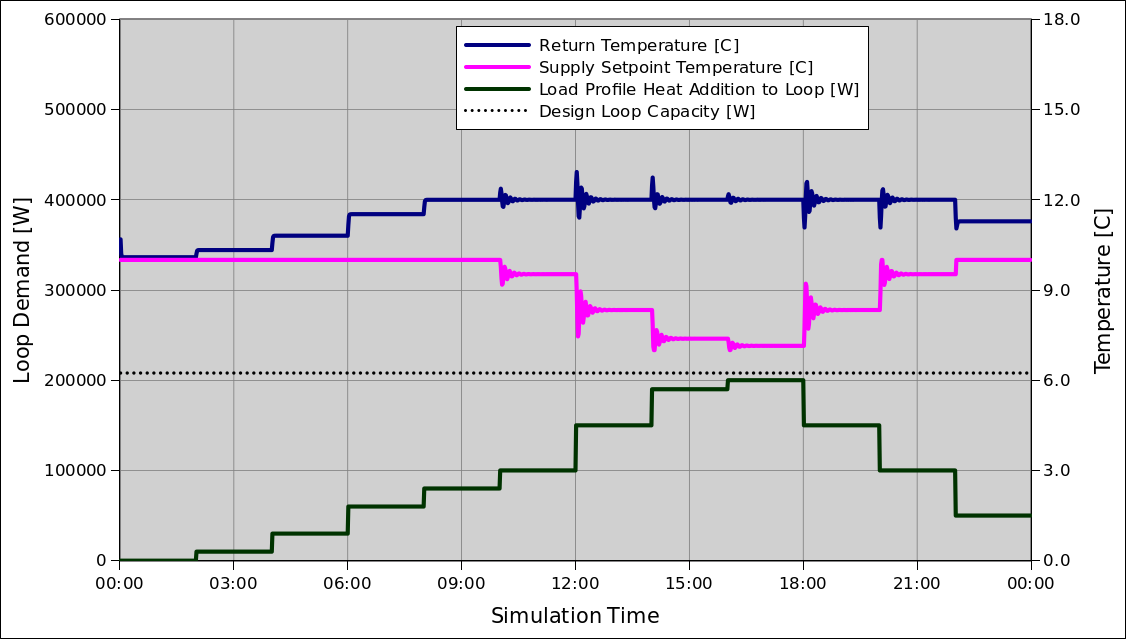 600000
500000
400000
300000
200000
100000
0
Loop Demand [W]
Return Temperature [C]
Supply Setpoint Temperature [C]
Load Profile Heat Addition to Loop [W]
Design Loop Capacity [W]
18.0
15.0
12.0
9.0
6.0
3.0
0.0
Temperature [C]
00:00 03:00 06:00 09:00 12:00 15:00 18:00 21:00 00:00
Simulation Time